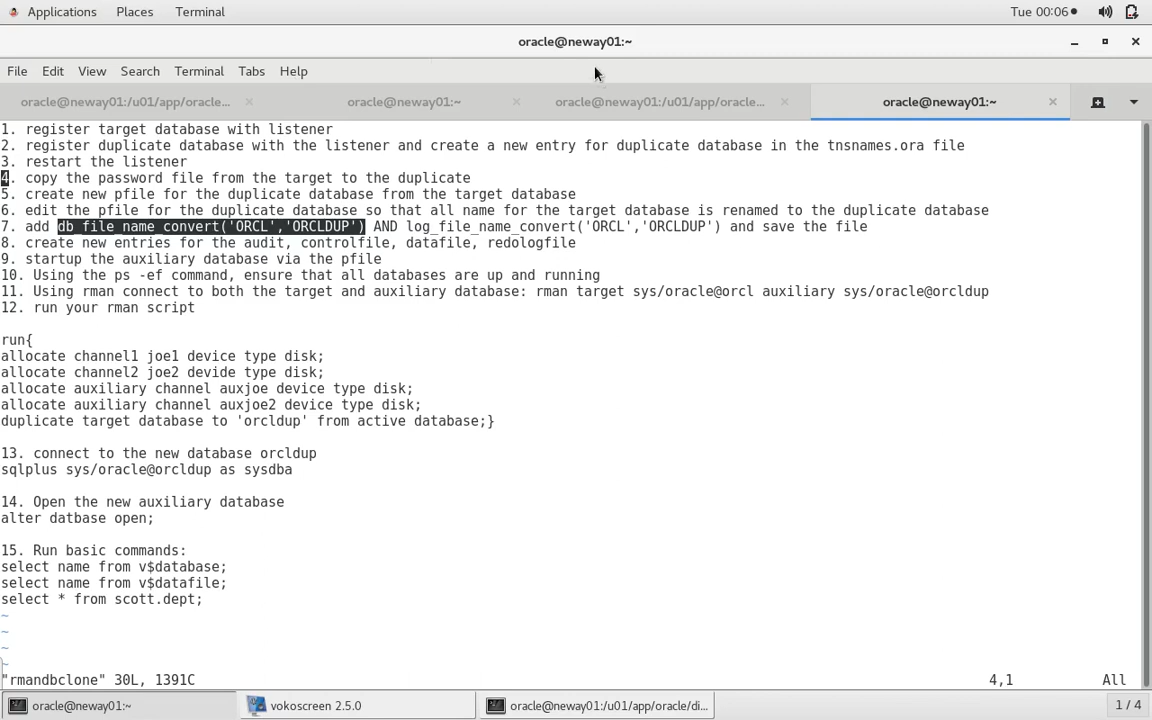 Applications Places Terminal Tue 00:06
oracle@neway01:~
File Edit View Search Terminal Tabs Help
oracle@neway01:/u01/app/oracle... oracle@neway01:~ oracle@neway01:/u01/app/oracle... oracle@neway01:~
1. register target database with listener
2. register duplicate database with the listener and create a new entry for duplicate database in the tnsnames.ora file
3. restart the listener
4. copy the password file from the target to the duplicate
5. create new pfile for the duplicate database from the target database
6. edit the pfile for the duplicate database so that all name for the target database is renamed to the duplicate database
7. add db_file_name_convert('ORCL','ORCLDUP') AND log_file_name_convert('ORCL','ORCLDUP') and save the file
8. create new entries for the audit, controlfile, datafile, redologfile
9. startup the auxiliary database via the pfile
10. Using the ps -ef command, ensure that all databases are up and running
11. Using rman connect to both the target and auxiliary database: rman target sys/oracle@orcl auxiliary sys/oracle@orcldup
12. run your rman script
run{
allocate channel1 joe1 device type disk;
allocate channel2 joe2 devide type disk;
allocate auxiliary channel auxjoe device type disk;
allocate auxiliary channel auxjoe2 device type disk;
duplicate target database to 'orcldup' from active database;}
13. connect to the new database orcldup
sqlplus sys/oracle@orcldup as sysdba
14. Open the new auxiliary database
alter datbase open;
15. Run basic commands:
select name from v$database;
select name from v$datafile;
select * from scott.dept;
~
~
~
~
"rmandbclone" 30L, 1391C 4,1 All
oracle@neway01:~ vokoscreen 2.5.0 oracle@neway01:/u01/app/oracle/di... 1 / 4